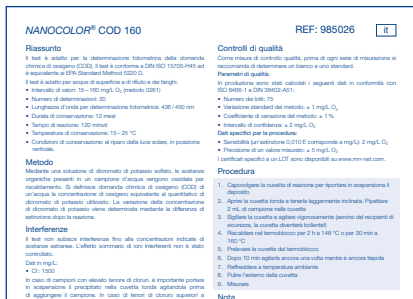 NANOCOLOR® COD 160
REF: 985026
it
Riassunto
Il test è adatto per la determinazione fotometrica della domanda
chimica di ossigeno (COD). Il test è conforme a DIN ISO 15705-H45 ed
è equivalente ai EPA Standard Method 5220 D.
Il test è adatto per acque di superficie e di rifiuto e dei fanghi.
• Intervallo di valori: 15–160 mg/L O₂ (metodo 0261)
• Numero di determinazioni: 20
• Lunghezza d'onda per determinazione fotometrica: 436 / 450 nm
• Durata di conservazione: 12 mesi
• Tempo di reazione: 120 minuti
• Temperatura di conservazione: 15–25 °C
• Condizioni di conservazione: al riparo dalla luce solare, in posizione
verticale.
Metodo
Mediante una soluzione di dicromato di potassio solfato, le sostanze
organiche presenti in un campione d'acqua vengono ossidate per
riscaldamento. Si definisce domanda chimica di ossigeno (COD) di
un'acque le concentrazioni di ossigeno equivalente al quantitativo di
dicromato di potassio utilizzato. La variazione della concentrazione
di dicromato di potassio viene determinata mediante la differenza di
estinzione dopo la reazione.
Interferenze
Il test non subisce interferenze fino alle concentrazioni indicate di
sostanze estranee. L'effetto sommario di ioni interferenti non è stato
controllato.
Dati in mg/L:
• Cl⁻: 1500
In caso di campioni con elevato tenore di cloruri, è importante portare
in sospensione il precipitato nella cuvetta fonda agitandola prima
di aggiungere il campione. In caso di tenori di cloruro superiori a
Controlli di qualità
Come misura di controllo qualità, prima di ogni serie di misurazione si
raccomanda di determinare un bianco e uno standard.
Parametri di qualità:
In produzione sono stati calcolati i seguenti dati in conformità con
ISO 8466-1 e DIN 38402-A51:
• Numero dei lotti: 75
• Variazione standard del metodo: ± 1 mg/L O₂
• Coefficiente di variazione del metodo: ± 1 %
• Intervallo di confidenza: ± 2 mg/L O₂
Dati specifici per la procedura:
• Sensibilità (un'estinzione 0.010 E corrisponde a mg/L): 2 mg/L O₂
• Precisione di un valore misurato: ± 5 mg/L O₂
I certificati specifici a un LOT sono disponibili su www.mn-net.com.
Procedura
1. Capovolgere la cuvetta di reazione per riportare in sospensione il
deposito
2. Aprire la cuvetta tonda e tenerla leggermente inclinata. Pipettare
2 mL di campione nella cuvetta
3. Sigillare la cuvetta e agitare vigorosamente (servirsi del recipienti di
sicurezza, la cuvetta diventerà bollente!)
4. Riscaldare nel termoblocco per 2 h a 148 °C o per 30 min a
160 °C
5. Prelevare la cuvetta dal termoblocco
6. Dopo 10 min agitarla ancora una volta mentre è ancora tiepida
7. Raffreddare a temperatura ambiente
8. Pulire l'esterno della cuvetta
9. Misurare
Nota